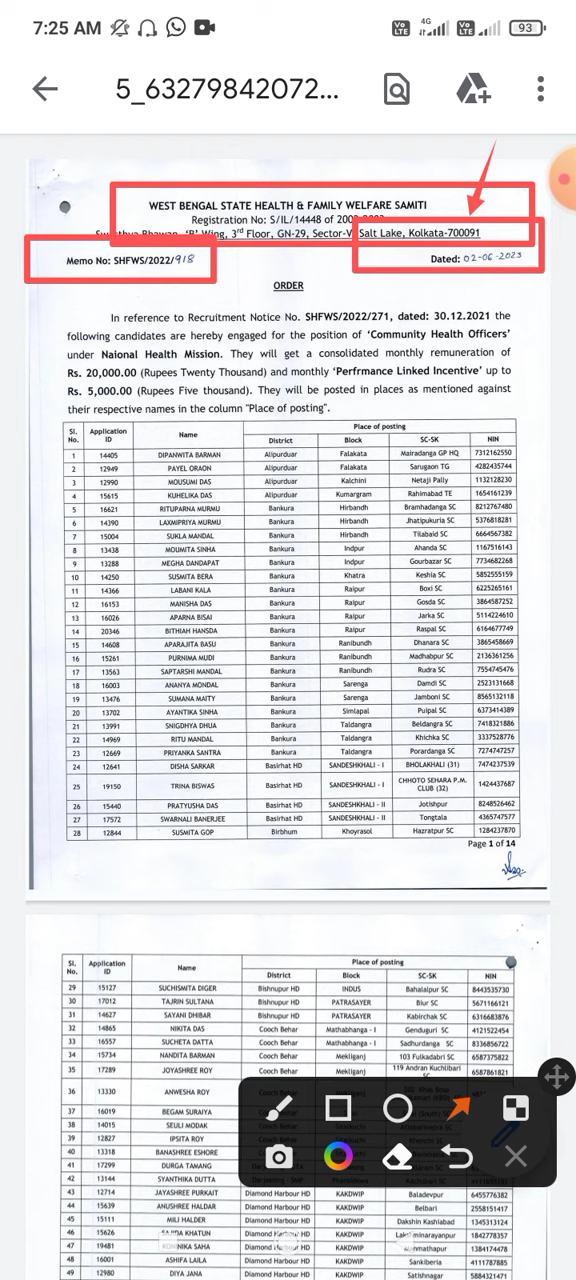 7:25 AM
4G
Vo LTE
Vo LTE
93
5_63279842072...
WEST BENGAL STATE HEALTH & FAMILY WELFARE SAMITI
Registration No: S/IL/14448 of
Wing, 3rd Floor, GN-29, Sector-V, Salt Lake, Kolkata-700091
Memo No: SHFWS/2022/918 Dated: 02-06-2023
ORDER
In reference to Recruitment Notice No. SHFWS/2022/271, dated: 30.12.2021 the
following candidates are hereby engaged for the position of ‘Community Health Officers’
under Naional Health Mission. They will get a consolidated monthly remuneration of
Rs. 20,000.00 (Rupees Twenty Thousand) and monthly ‘Perfrmance Linked Incentive’ up to
Rs. 5,000.00 (Rupees Five thousand). They will be posted in places as mentioned against
their respective names in the column "Place of posting".
Sl. No. Application ID Name Place of posting
District Block SC-SK NIN
1 14405 DIPANWITA BARMAN Alipurduar Falakata Mairadanga GP HQ 7312162550
2 12949 PAYEL ORAON Alipurduar Falakata Sarugaon TG 4282435744
3 12990 MOUSUMI DAS Alipurduar Kalchini Netaji Pally 1132128230
4 15615 KUHELIKA DAS Alipurduar Kumargram Rahimabad TE 1654161239
5 16621 RITUPARNA MURMU Bankura Hirbandh Bramhadanga SC 8212767480
6 14390 LAXMIPRIYA MURMU Bankura Hirbandh Jhatipukuria SC 5376818281
7 15004 SUKLA MANDAL Bankura Hirbandh Tilabaid SC 6664567382
8 13438 MOUMITA SINHA Bankura Indpur Ahanda SC 1167516143
9 13288 MEGHA DANDAPAT Bankura Indpur Gourbazar SC 7734682268
10 14250 SUSMITA BERA Bankura Khatra Keshia SC 5852555159
11 14366 LABANI KALA Bankura Raipur Boxi SC 6225265161
12 16153 MANISHA DAS Bankura Raipur Gosda SC 3864587252
13 16026 APARNA BISAI Bankura Raipur Jarka SC 5114224610
14 20346 BITHIAH HANSDA Bankura Raipur Raspal SC 6164677749
15 14608 APARAJITA BASU Bankura Ranibundh Dhanara SC 3865458669
16 15261 PURNIMA MUDI Bankura Ranibundh Madhabpur SC 2136361256
17 13563 SAPTARSHI MANDAL Bankura Ranibundh Rudra SC 7554745476
18 16003 ANANYA MONDAL Bankura Sarenga Damdi SC 2523131668
19 13476 SUMANA MAITY Bankura Sarenga Jamboni SC 8565132118
20 13702 AYANTIKA SINHA Bankura Simlapal Puipal SC 6373414389
21 13991 SNIGDHYA DHUA Bankura Taldangra Beldangra SC 7418321886
22 14969 RITU MANDAL Bankura Taldangra Khichka SC 3337528776
23 12669 PRIYANKA SANTRA Bankura Taldangra Porardanga SC 7274747257
24 12641 DISHA SARKAR Basirhat HD SANDESHKHALI - I BHOLAKHALI (31) 7474237539
25 19150 TRINA BISWAS Basirhat HD SANDESHKHALI - I CHHOTO SEHARA P.M. CLUB (32) 1424437687
26 15440 PRATYUSHA DAS Basirhat HD SANDESHKHALI - II Jotishpur 8248526462
27 17572 SWARNALI BANERJEE Basirhat HD SANDESHKHALI - II Tongtala 4365747577
28 12844 SUSMITA GOP Birbhum Khoyrasol Hazratpur SC 1284237870
Page 1 of 14
Sl. No. Application ID Name Place of posting
District Block SC-SK NIN
29 15127 SUCHISMITA DIGER Bishnupur HD INDUS Bahalalpur SC 8443535730
30 17012 TAJRIN SULTANA Bishnupur HD PATRASAYER Biur SC 5671166121
31 14627 SAYANI DHIBAR Bishnupur HD PATRASAYER Kabirchak SC 6316683876
32 14865 NIKITA DAS Cooch Behar Mathabhanga - I Genduguri SC 4121522454
33 16557 SUCHETA DATTA Cooch Behar Mathabhanga - I Sadhurdanga SC 8336856722
34 15734 NANDITA BARMAN Cooch Behar Mekliganj 103 Fulkadabri SC 6587375822
35 17289 JOYASHREE ROY Cooch Behar Mekliganj 119 Andran Kuchlibari SC 6587861821
36 13330 ANWESHA ROY
37 16019 BEGAM SURAIYA
38 14015 SEULI MODAK
39 12827 IPSITA ROY
40 13318 BANASHREE ESHORE
41 17299 DURGA TAMANG
42 13144 SYANTHIKA DUTTA
43 12714 JAYASHREE PURKAIT Diamond Harbour HD KAKDWIP Baladevpur 6455776382
44 15639 ANUSHREE HALDAR Diamond Harbour HD KAKDWIP Belbari 2558151417
45 15111 MILI HALDER Diamond Harbour HD KAKDWIP Dakshin Kashiabad 1345313124
46 15626 KHATUN Diamond Harbour HD KAKDWIP 1842778357
47 19481 SAHA Diamond Harbour HD KAKDWIP 1384174478
48 16001 ASHIFA LAILA Diamond Harbour HD KAKDWIP Sankiberia 4111787885
49 12980 DIYA JANA Diamond Harbour HD KAKDWIP Satishnagar 5884321471